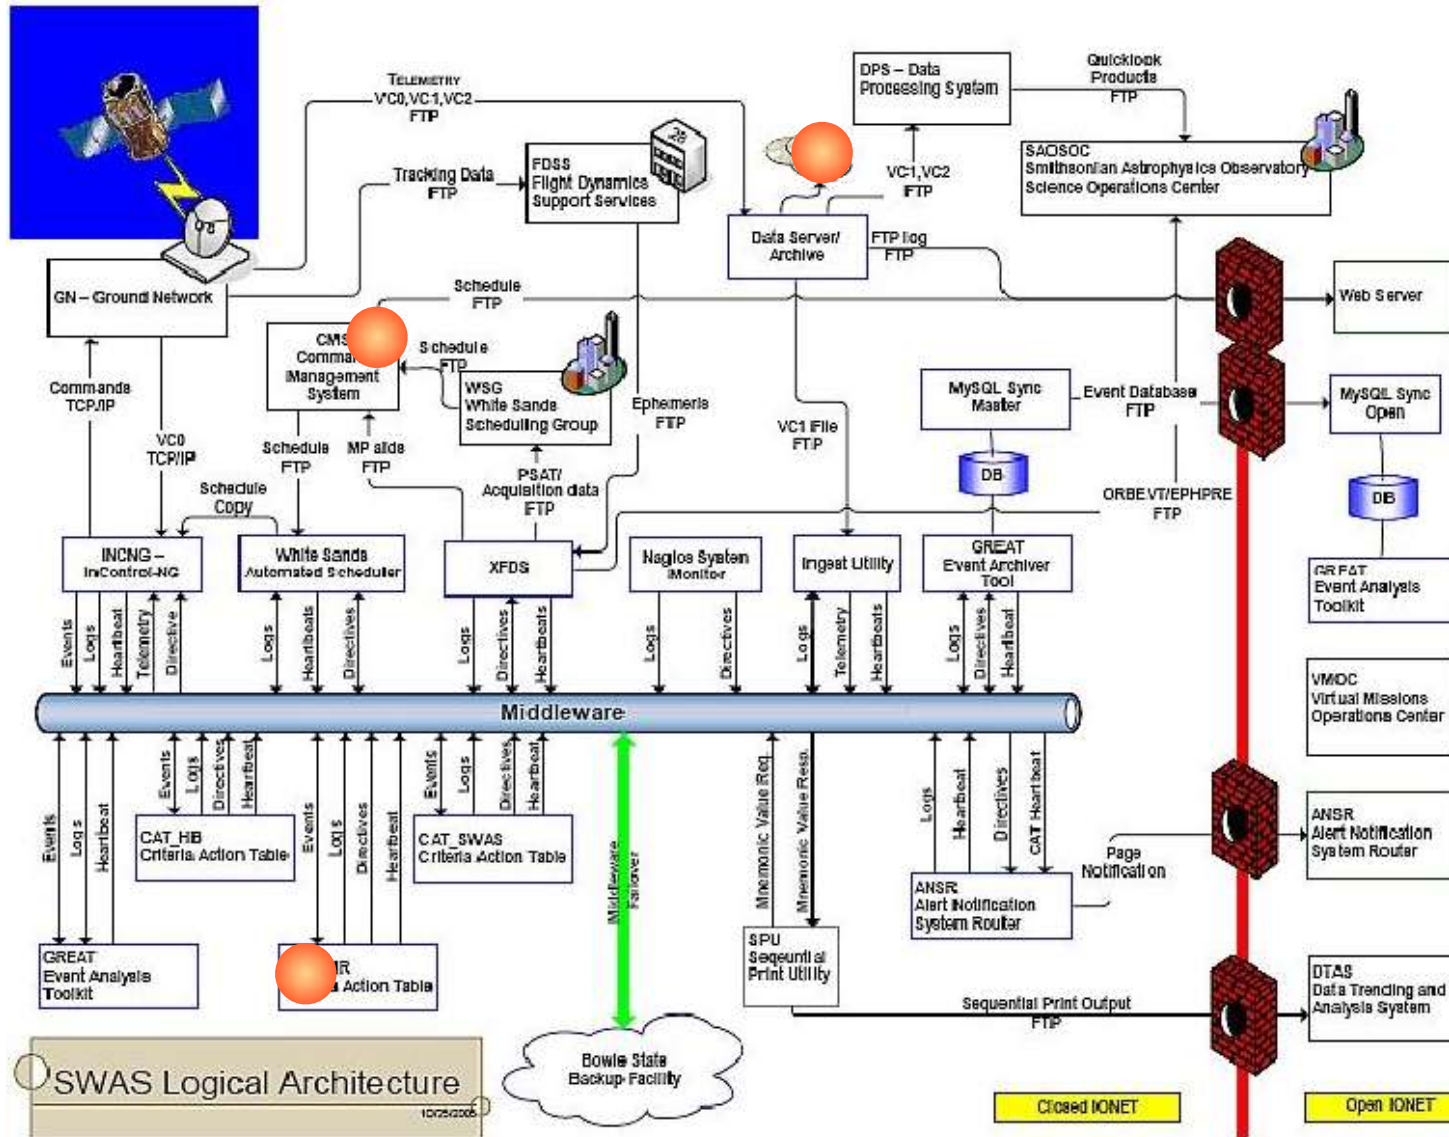 TELEMETRY
VC0,VC1,VC2
FTP
Tracking Data
FTP
28
FDSS
Flight Dynamics
Support Services
DPS – Data
Processing System
Quicklook
Products
FTP
VC1,VC2
FTP
SAOSOC
Smithsonian Astrophysics Observatory
Science Operations Center
Data Server/
Archive
FTP log
FTP
GN – Ground Network
Schedule
FTP
Web Server
Command
Management
System
Schedule
FTP
WSG
White Sands
Scheduling Group
Commands
TCP/IP
VC0
TCP/IP
Schedule
FTP
MP aids
FTP
PSAT/
Acquisition data
FTP
Ephemeris
FTP
VC1 File
FTP
MySQL Sync
Master
Event Database
FTP
MySQL Sync
Open
DB
DB
ORBEVT/EPHPRE
FTP
Schedule
Copy
INCNG –
InControl-NG
White Sands
Automated Scheduler
XFDS
Nagios System
Monitor
Ingest Utility
GREAT
Event Archiver
Tool
GREAT
Event Analysis
Toolkit
Events
Logs
Heartbeat
Telemetry
Directive
Logs
Heartbeats
Directives
Logs
Directives
Heartbeats
Logs
Directives
Logs
Telemetry
Heartbeats
Logs
Directives
Heartbeat
VMOC
Virtual Missions
Operations Center
Middleware
Events
Logs
Heartbeat
Events
Logs
Directives
Heartbeat
Events
Logs
Directives
Heartbeat
Events
Logs
Directives
Heartbeat
Middleware
Failover
Mnemonic Value Req.
Mnemonic Value Resp.
Logs
Heartbeat
Directives
CAT Heartbeat
CAT_HB
Criteria Action Table
CAT_SWAS
Criteria Action Table
ANSR
Alert Notification
System Router
Page
Notification
ANSR
Alert Notification
System Router
GREAT
Event Analysis
Toolkit
Action Table
SPU
Seqeuntial
Print Utility
Sequential Print Output
FTP
DTAS
Data Trending and
Analysis System
Bowie State
Backup Facility
SWAS Logical Architecture
Closed IONET
Open IONET